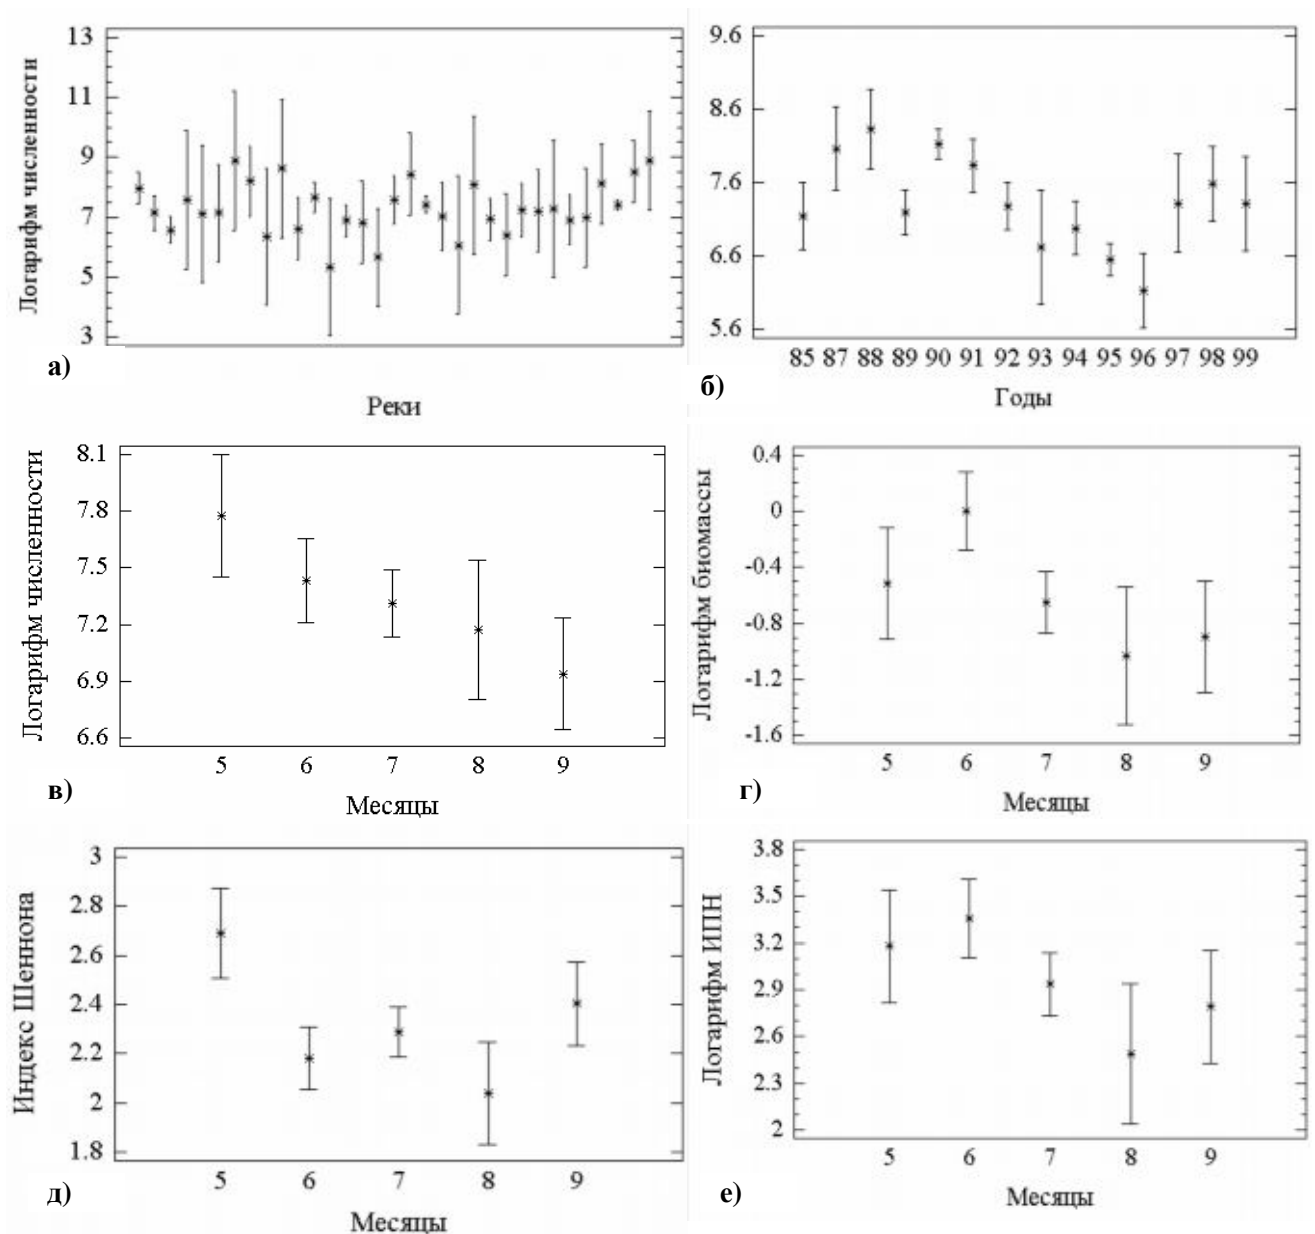 Логарифм численности
13
11
9
7
5
3
а)
Реки
9.6
8.6
7.6
6.6
5.6
85 87 88 89 90 91 92 93 94 95 96 97 98 99
б)
Годы
Логарифм численности
8.1
7.8
7.5
7.2
6.9
6.6
5 6 7 8 9
в)
Месяцы
Логарифм биомассы
0.4
0
-0.4
-0.8
-1.2
-1.6
5 6 7 8 9
г)
Месяцы
Индекс Шеннона
3
2.8
2.6
2.4
2.2
2
1.8
5 6 7 8 9
д)
Месяцы
Логарифм ИПН
3.8
3.5
3.2
2.9
2.6
2.3
2
5 6 7 8 9
е)
Месяцы